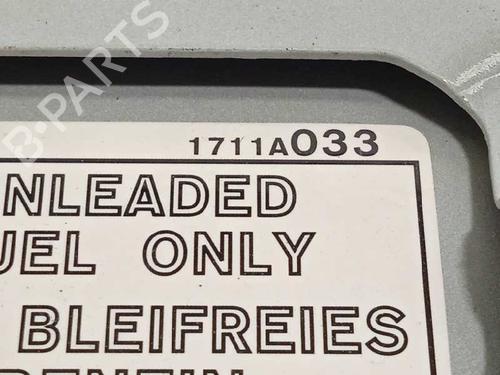 B-PARTS
1711A033
NLEADED
UEL ONLY
BLEIFREIES